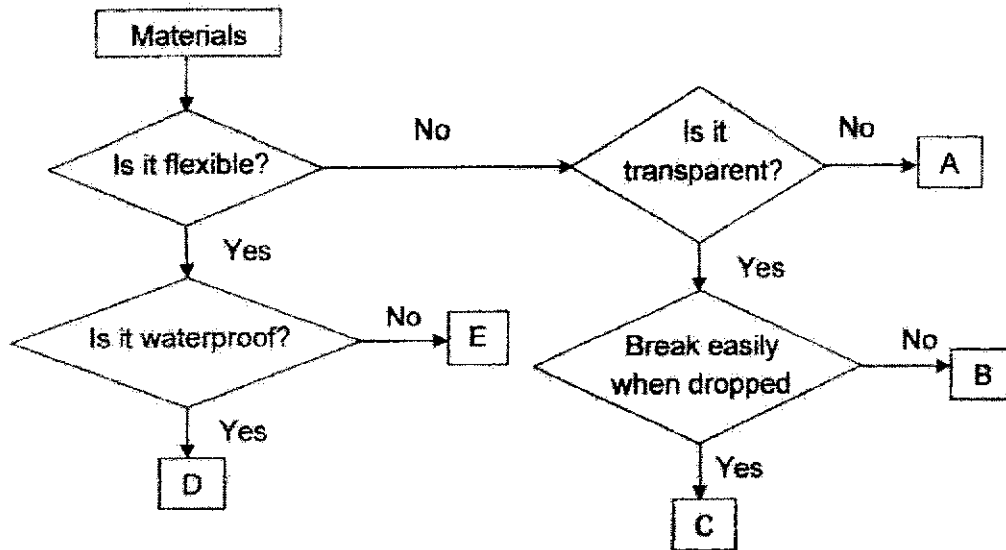 Materials
Is it flexible?
No
Is it
transparent?
No
A
Yes
Yes
Is it waterproof?
No
E
Break easily
when dropped
No
B
Yes
D
Yes
C